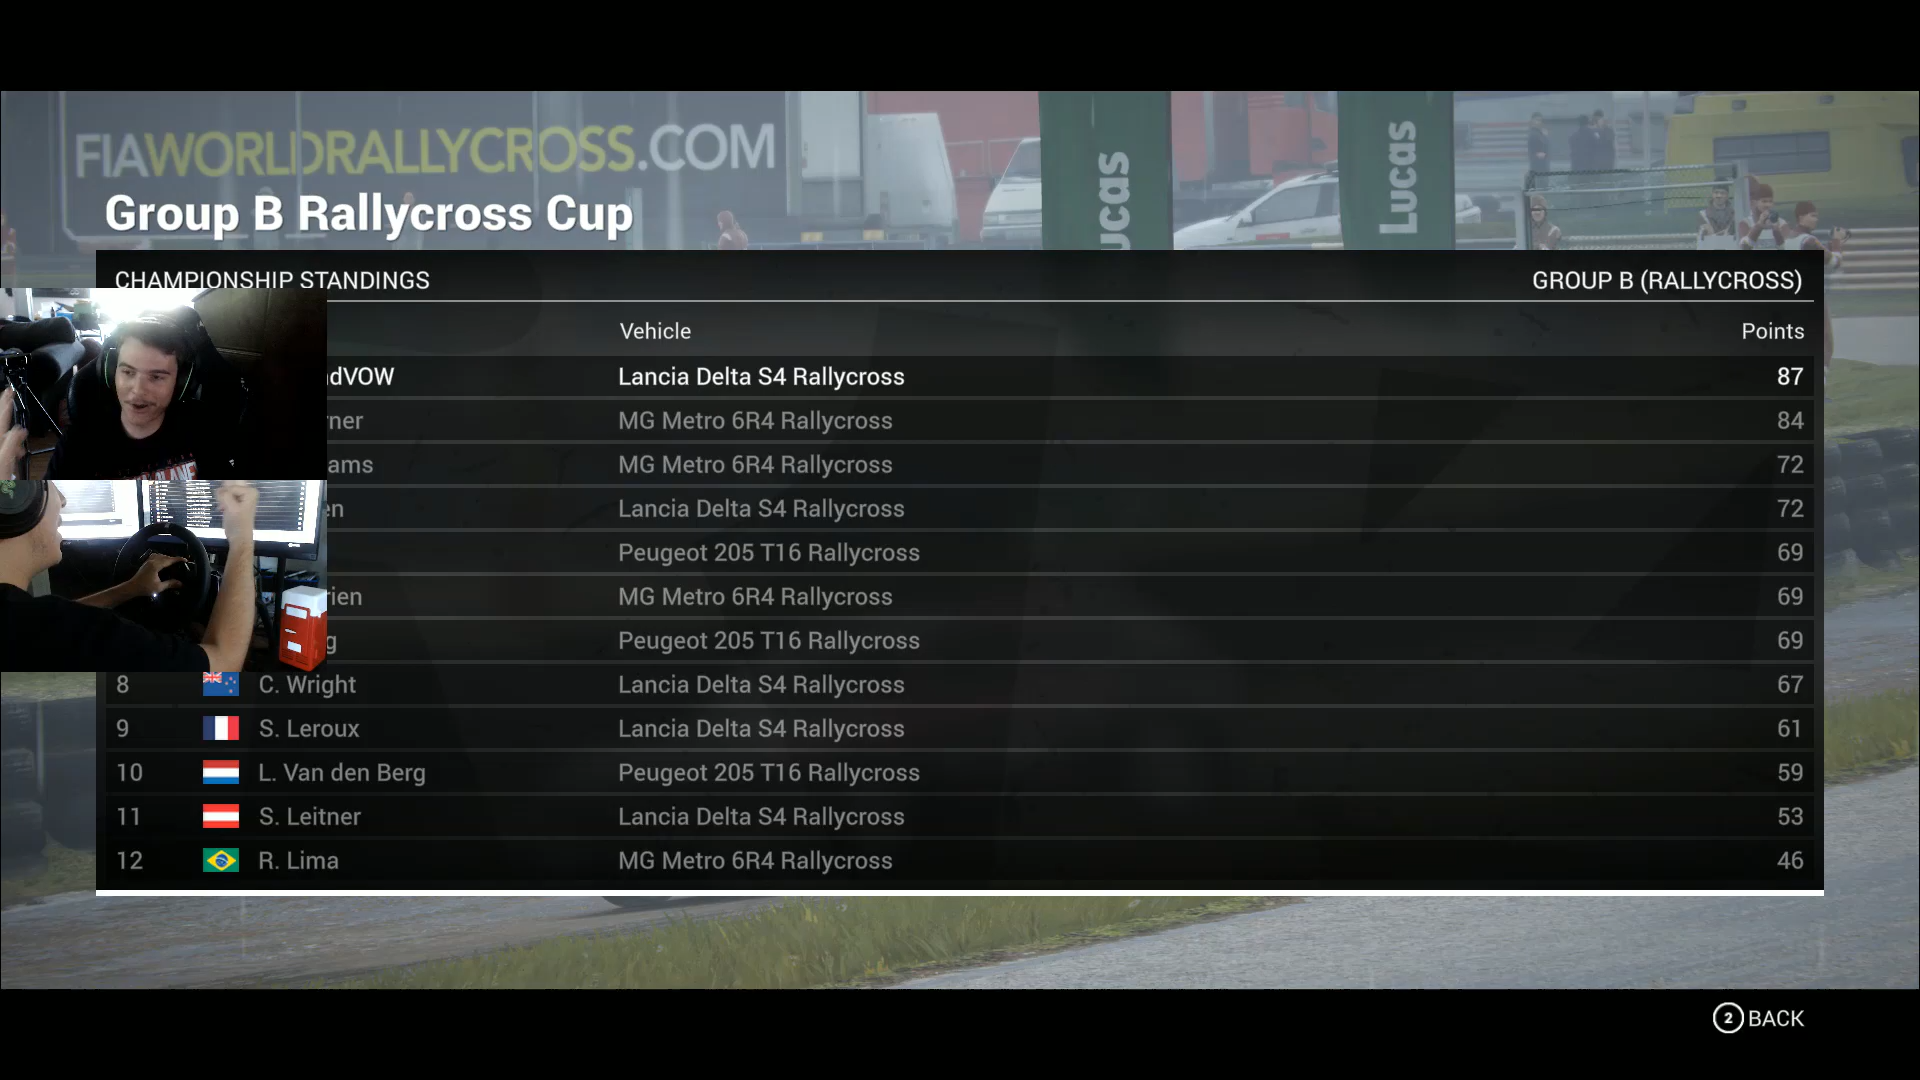 FIAWORLDRALLYCROSS.COM
Lucas
ucas
Group B Rallycross Cup
CHAMPIONSHIP STANDINGS GROUP B (RALLYCROSS)
Vehicle Points
dVOW Lancia Delta S4 Rallycross 87
rner MG Metro 6R4 Rallycross 84
ams MG Metro 6R4 Rallycross 72
en Lancia Delta S4 Rallycross 72
Peugeot 205 T16 Rallycross 69
rien MG Metro 6R4 Rallycross 69
g Peugeot 205 T16 Rallycross 69
8 C. Wright Lancia Delta S4 Rallycross 67
9 S. Leroux Lancia Delta S4 Rallycross 61
10 L. Van den Berg Peugeot 205 T16 Rallycross 59
11 S. Leitner Lancia Delta S4 Rallycross 53
12 R. Lima MG Metro 6R4 Rallycross 46
2 BACK